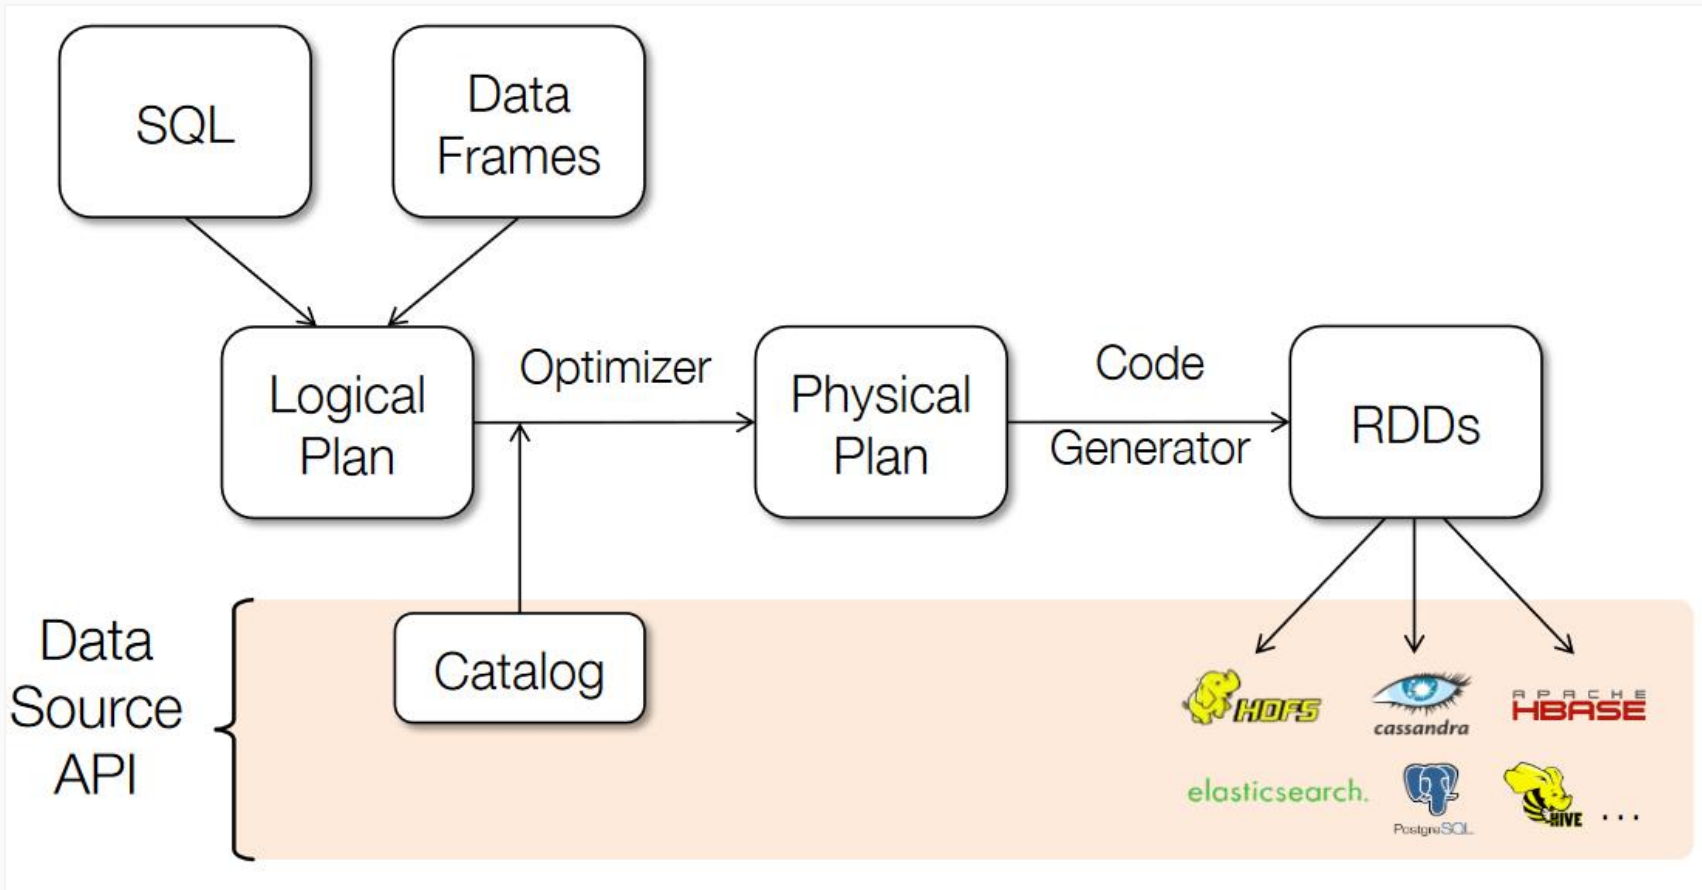 SQL
Data
Frames
Logical
Plan
Optimizer
Physical
Plan
Code
Generator
RDDs
Data
Source
API
Catalog
HDFS
cassandra
APACHE
HBASE
elasticsearch.
PostgreSQL
HIVE
...